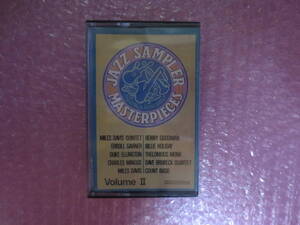 JAZZ SAMPLER
MASTERPIECES
MILES DAVIS QUINTET | BENNY GOODMAN
ERROLL GARNER | BILLIE HOLIDAY
DUKE ELLINGTON | THELONIOUS MONK
CHARLES MINGUS | DAVE BRUBECK QUARTET
MILES DAVIS | COUNT BASIE
Volume II